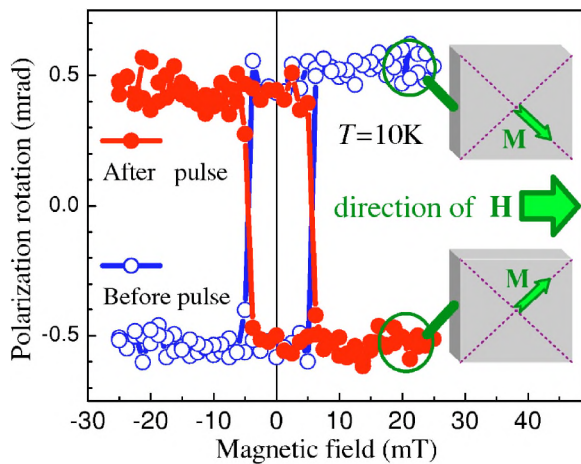 0.5
0.0
-0.5
Polarization rotation (mrad)
After pulse
Before pulse
T=10K
M
direction of H
M
-30 -20 -10 0 10 20 30 40
Magnetic field (mT)